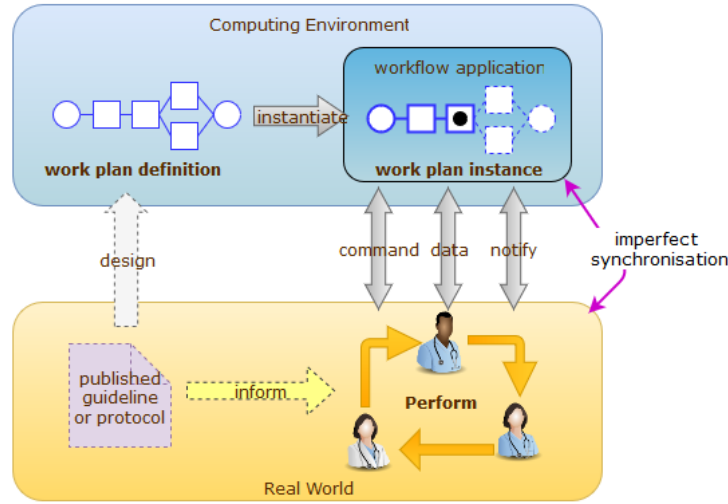 Computing Environment
workflow application
instantiate
work plan definition
work plan instance
command
data
notify
imperfect
synchronisation
design
published
guideline
or protocol
inform
Perform
Real World